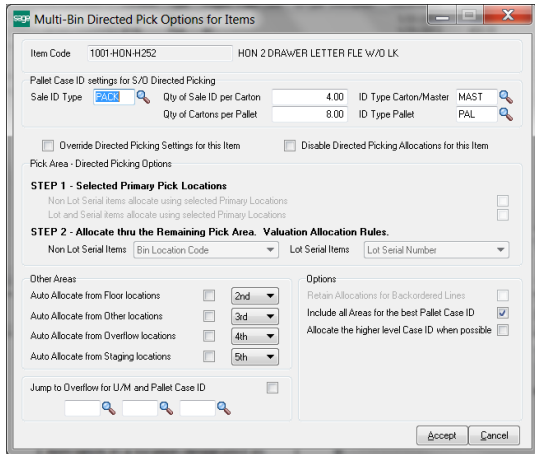 sage Multi-Bin Directed Pick Options for Items
Item Code 1001-HON-H252 HON 2 DRAWER LETTER FLE W/O LK
Pallet Case ID settings for S/O Directed Picking
Sale ID Type PACK Qty of Sale ID per Carton 4.00 ID Type Carton/Master MAST
Qty of Cartons per Pallet 8.00 ID Type Pallet PAL
Override Directed Picking Settings for this Item Disable Directed Picking Allocations for this Item
Pick Area - Directed Picking Options
STEP 1 - Selected Primary Pick Locations
Non Lot Serial items allocate using selected Primary Locations
Lot and Serial items allocate using selected Primary Locations
STEP 2 - Allocate thru the Remaining Pick Area. Valuation Allocation Rules.
Non Lot Serial Items Bin Location Code Lot Serial Items Lot Serial Number
Other Areas
Auto Allocate from Floor locations 2nd
Auto Allocate from Other locations 3rd
Auto Allocate from Overflow locations 4th
Auto Allocate from Staging locations 5th
Options
Retain Allocations for Backordered Lines
Include all Areas for the best Pallet Case ID
Allocate the higher level Case ID when possible
Jump to Overflow for U/M and Pallet Case ID
Accept Cancel